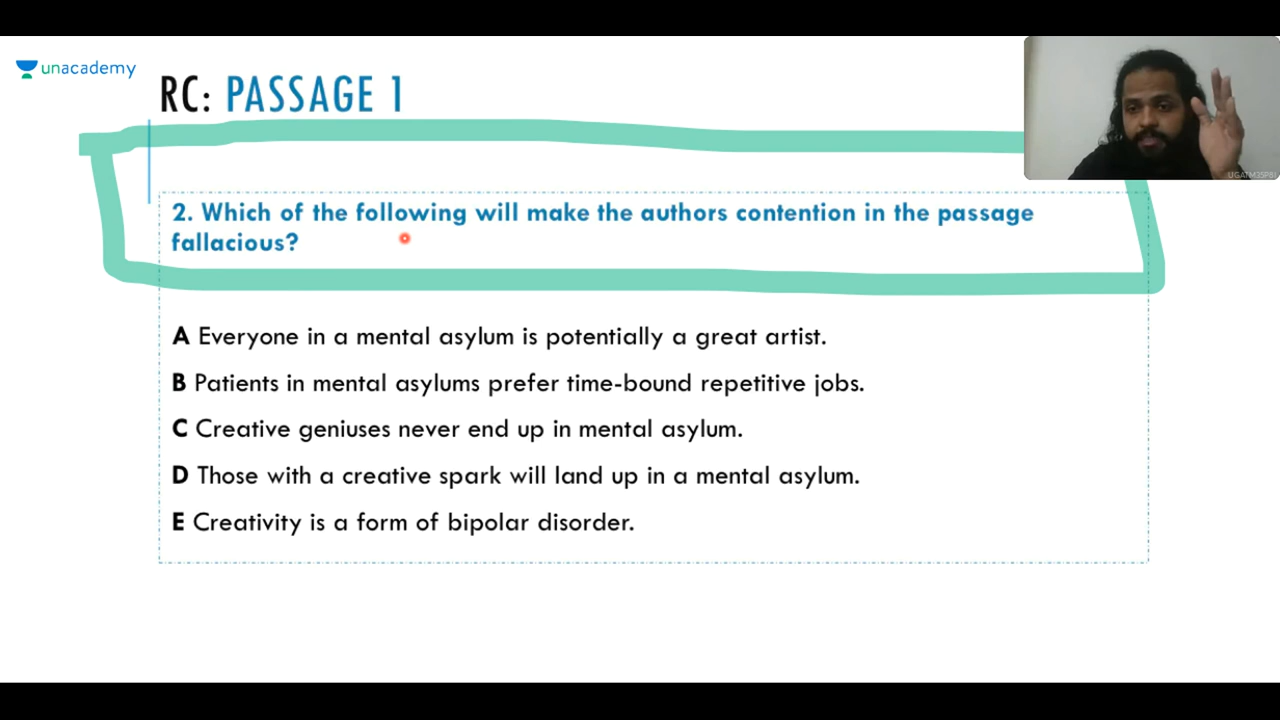 unacademy
RC: PASSAGE 1
2. Which of the following will make the authors contention in the passage
fallacious?
A Everyone in a mental asylum is potentially a great artist.
B Patients in mental asylums prefer time-bound repetitive jobs.
C Creative geniuses never end up in mental asylum.
D Those with a creative spark will land up in a mental asylum.
E Creativity is a form of bipolar disorder.